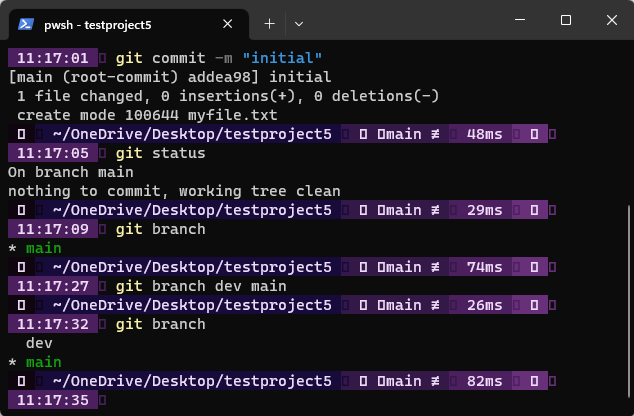 pwsh - testproject5
11:17:01 git commit -m "initial"
[main (root-commit) addea98] initial
1 file changed, 0 insertions(+), 0 deletions(-)
create mode 100644 myfile.txt
~/OneDrive/Desktop/testproject5 main ≢ 48ms
11:17:05 git status
On branch main
nothing to commit, working tree clean
~/OneDrive/Desktop/testproject5 main ≢ 29ms
11:17:09 git branch
* main
~/OneDrive/Desktop/testproject5 main ≢ 74ms
11:17:27 git branch dev main
~/OneDrive/Desktop/testproject5 main ≢ 26ms
11:17:32 git branch
dev
* main
~/OneDrive/Desktop/testproject5 main ≢ 82ms
11:17:35